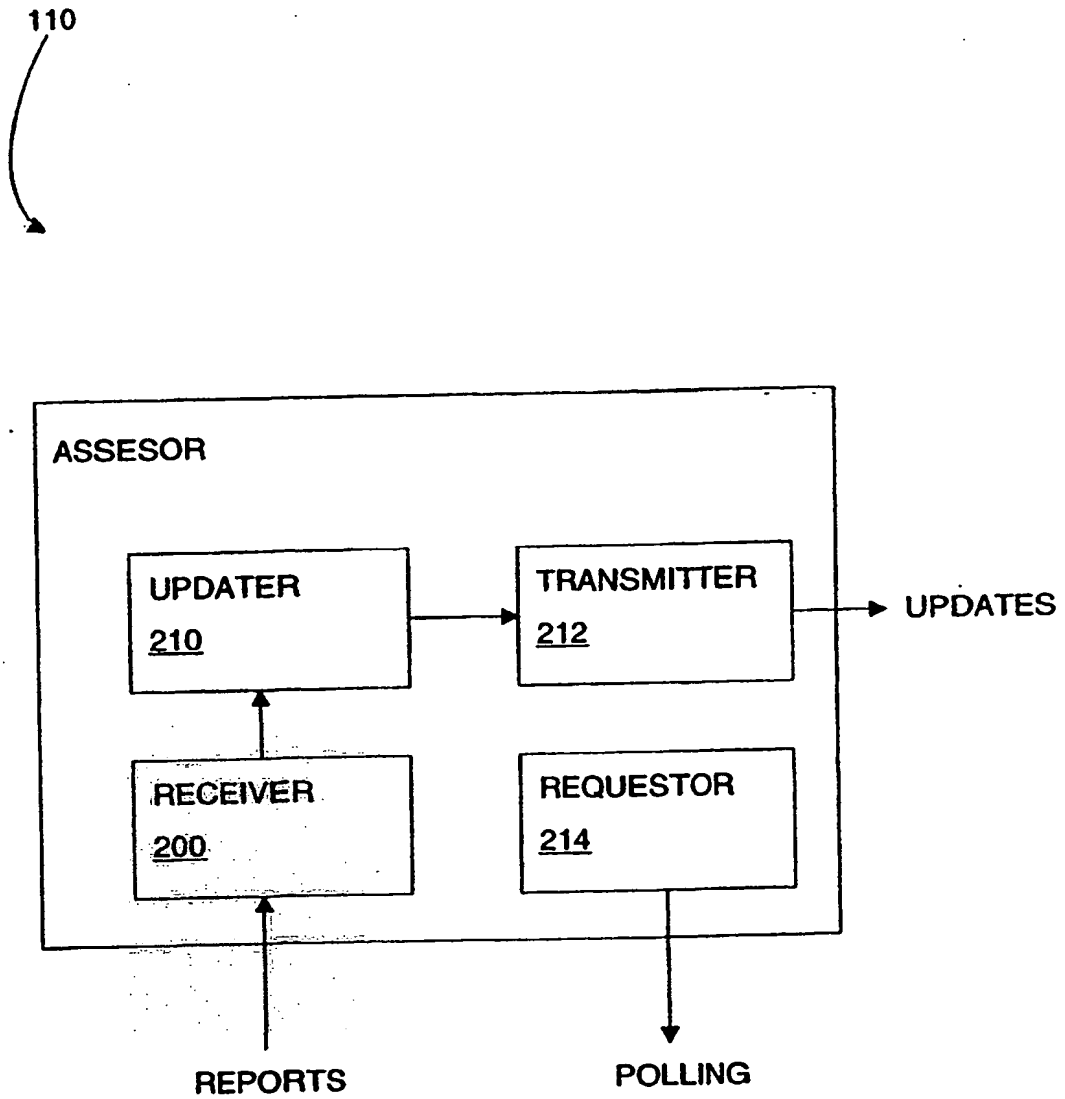 110
ASSESOR
UPDATER
210
TRANSMITTER
212
UPDATES
RECEIVER
200
REQUESTOR
214
REPORTS
POLLING